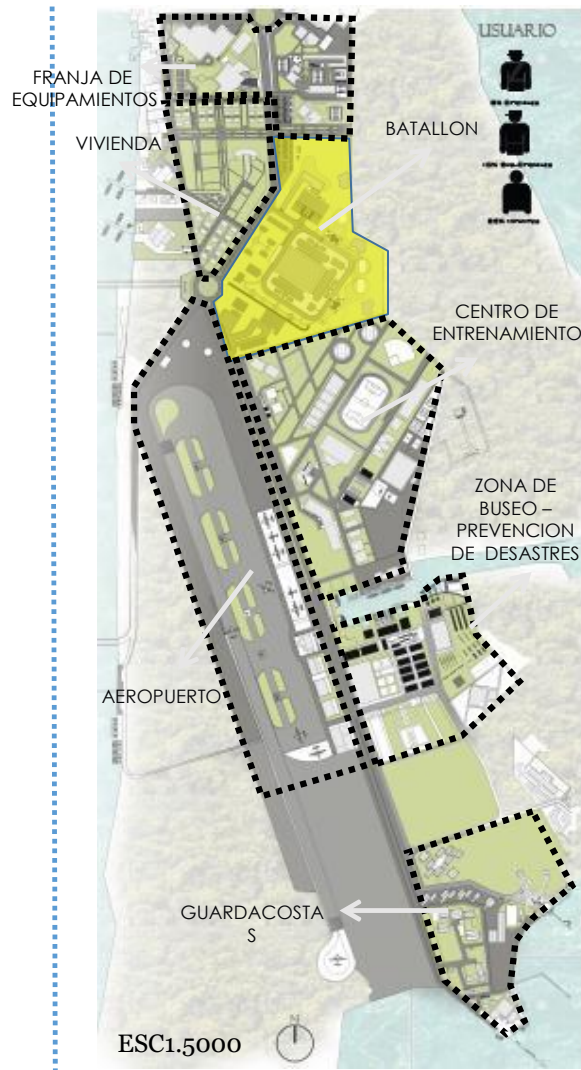 USUARIO
FRANJA DE
EQUIPAMIENTOS
BATALLON
VIVIENDA
CENTRO DE
ENTRENAMIENTO
ZONA DE
BUSEO –
PREVENCION
DE DESASTRES
AEROPUERTO
GUARDACOSTA
S
N
ESC1.5000